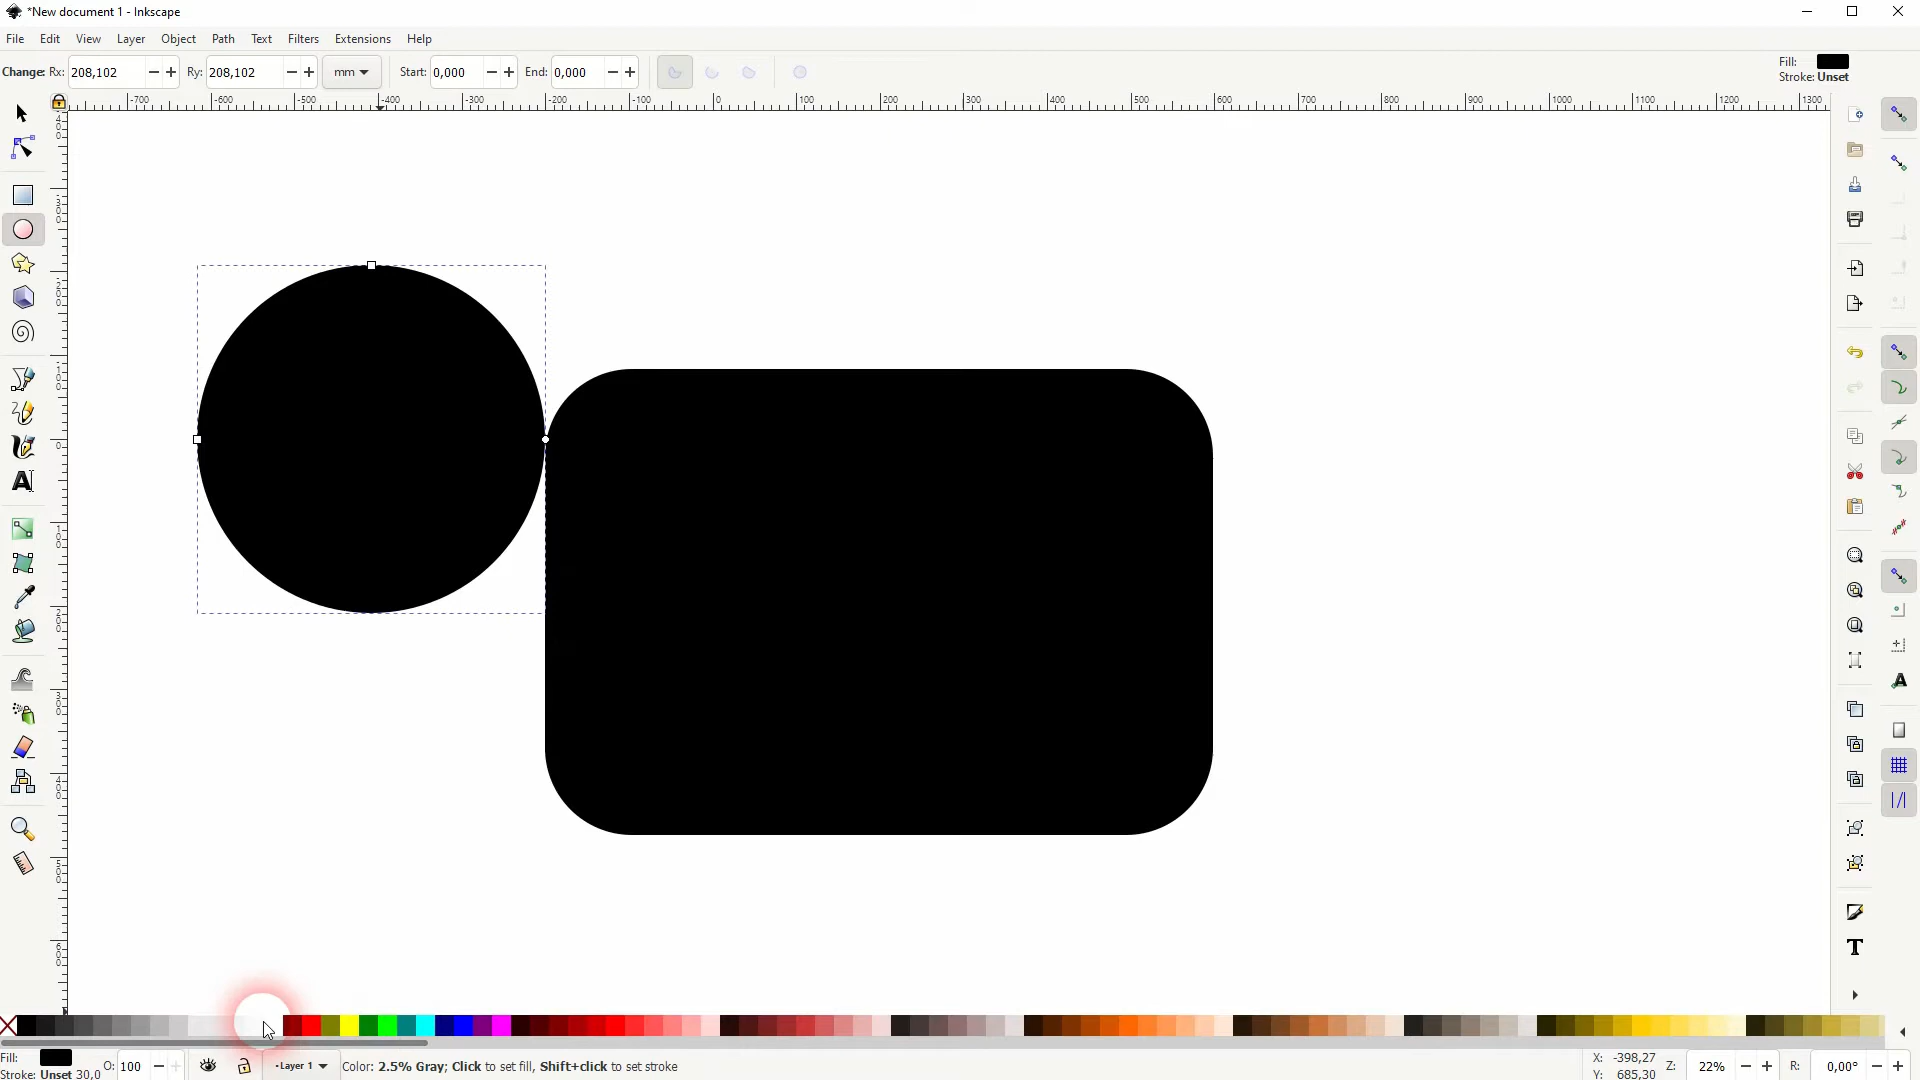 *New document 1 - Inkscape
File Edit View Layer Object Path Text Filters Extensions Help
Change: Rx: 208,102 Ry: 208,102 mm Start: 0,000 End: 0,000
Fill:
Stroke: Unset
-700 -600 -500 -400 -300 -200 -100 0 100 200 300 400 500 600 700 800 900 1000 1100 1200 1300
Fill:
Stroke: Unset 30,0
O: 100
Layer 1
Color: 2.5% Gray; Click to set fill, Shift+click to set stroke
X: -398,27
Y: 685,30
Z: 22%
R: 0,00°